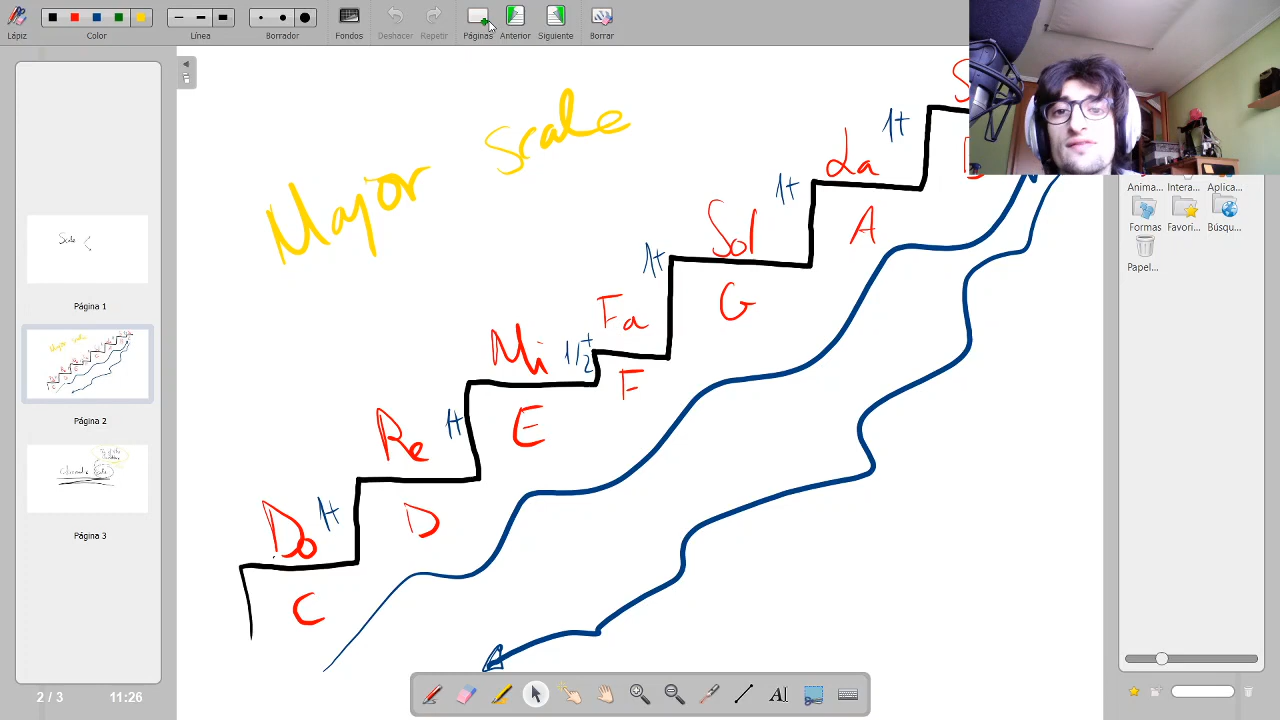 Lápiz Color Línea Borrador Fondos Deshacer Repetir Páginas Anterior Siguiente Borrar
Major scale
1t
La
1t
A
Sol
1t
G
Fa
1/2t
F
Mi
1t
E
Re
1t
D
Do
C
Página 1
Página 2
Página 3
2 / 3 11:26
Anima... Intera... Aplica...
Formas Favori... Búsqu...
Papel...